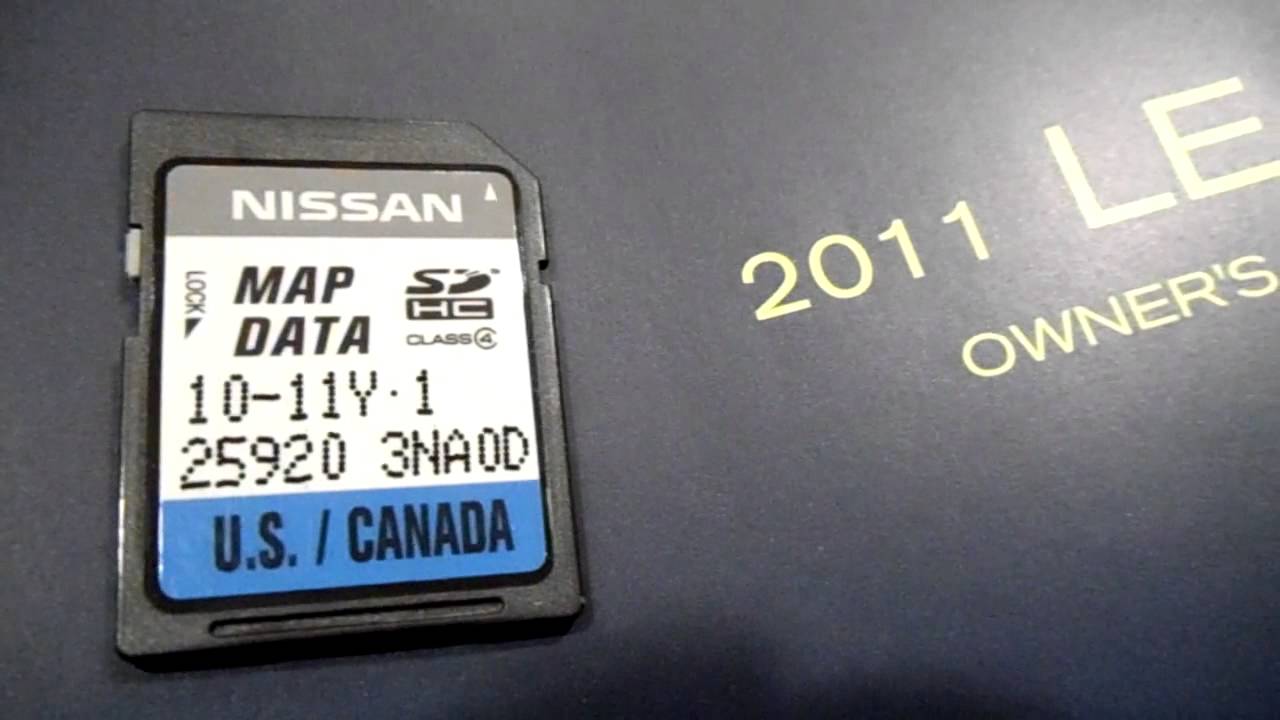 NISSAN
LOCK
MAP
DATA
SD
HC
CLASS 4
10-11Y·1
25920 3NA0D
U.S. / CANADA
2011 LE
OWNER'S